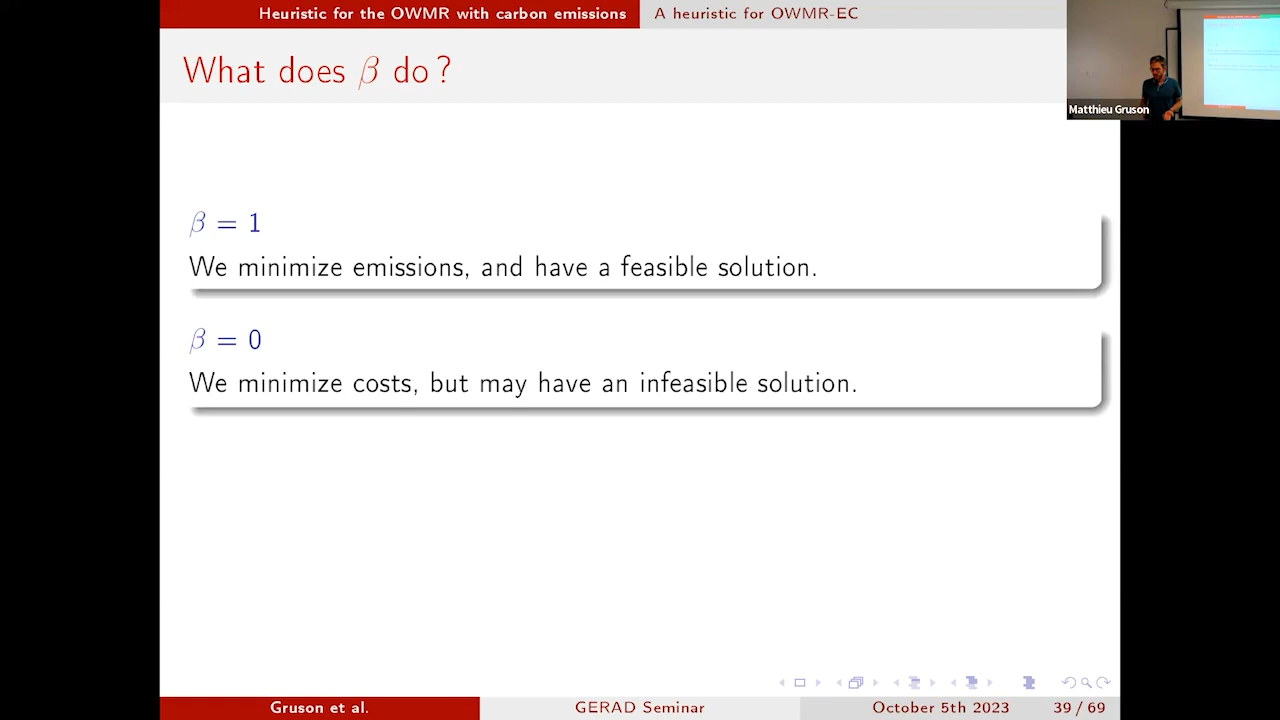 Heuristic for the OWMR with carbon emissions
A heuristic for OWMR-EC
What does β do ?
Matthieu Gruson
β = 1
We minimize emissions, and have a feasible solution.
β = 0
We minimize costs, but may have an infeasible solution.
Gruson et al.
GERAD Seminar
October 5th 2023
39 / 69